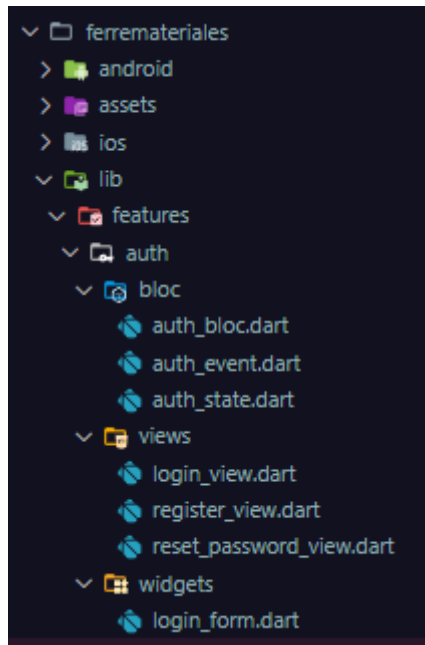 ferremateriales
android
assets
ios
lib
features
auth
bloc
auth_bloc.dart
auth_event.dart
auth_state.dart
views
login_view.dart
register_view.dart
reset_password_view.dart
widgets
login_form.dart